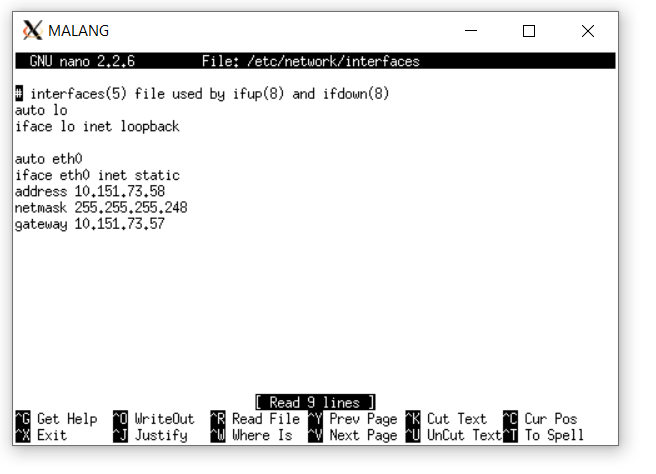 MALANG
GNU nano 2.2.6 File: /etc/network/interfaces
# interfaces(5) file used by ifup(8) and ifdown(8)
auto lo
iface lo inet loopback
auto eth0
iface eth0 inet static
address 10.151.73.58
netmask 255.255.255.248
gateway 10.151.73.57
[ Read 9 lines ]
^G Get Help ^O WriteOut ^R Read File ^Y Prev Page ^K Cut Text ^C Cur Pos
^X Exit ^J Justify ^W Where Is ^V Next Page ^U UnCut Text ^T To Spell